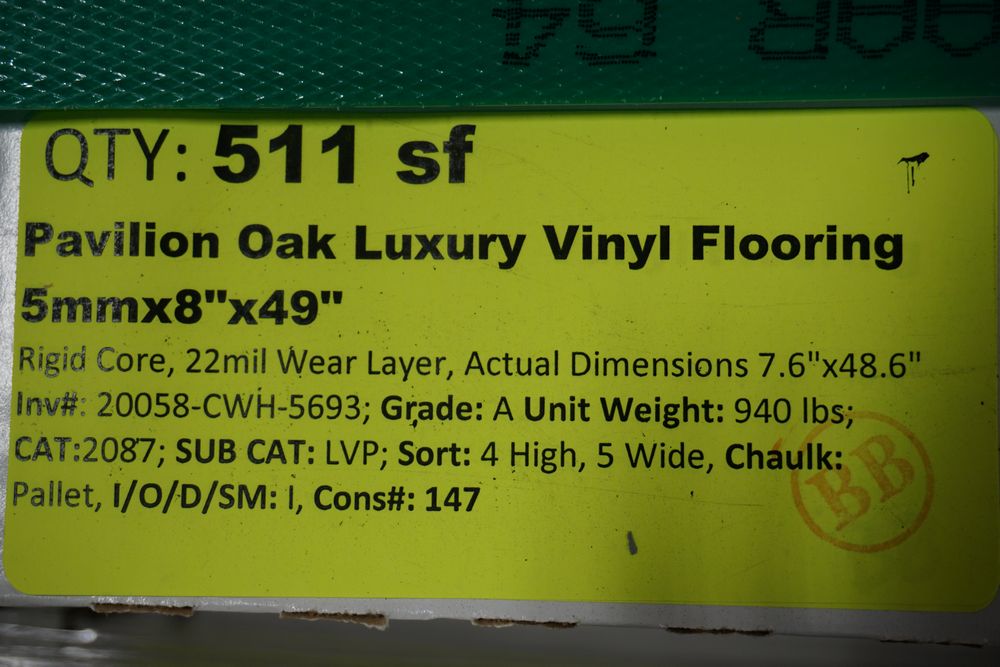 QTY: 511 sf
Pavilion Oak Luxury Vinyl Flooring
5mmx8"x49"
Rigid Core, 22mil Wear Layer, Actual Dimensions 7.6"x48.6"
Inv#: 20058-CWH-5693; Grade: A Unit Weight: 940 lbs;
CAT:2087; SUB CAT: LVP; Sort: 4 High, 5 Wide, Chaulk:
Pallet, I/O/D/SM: I, Cons#: 147
BB